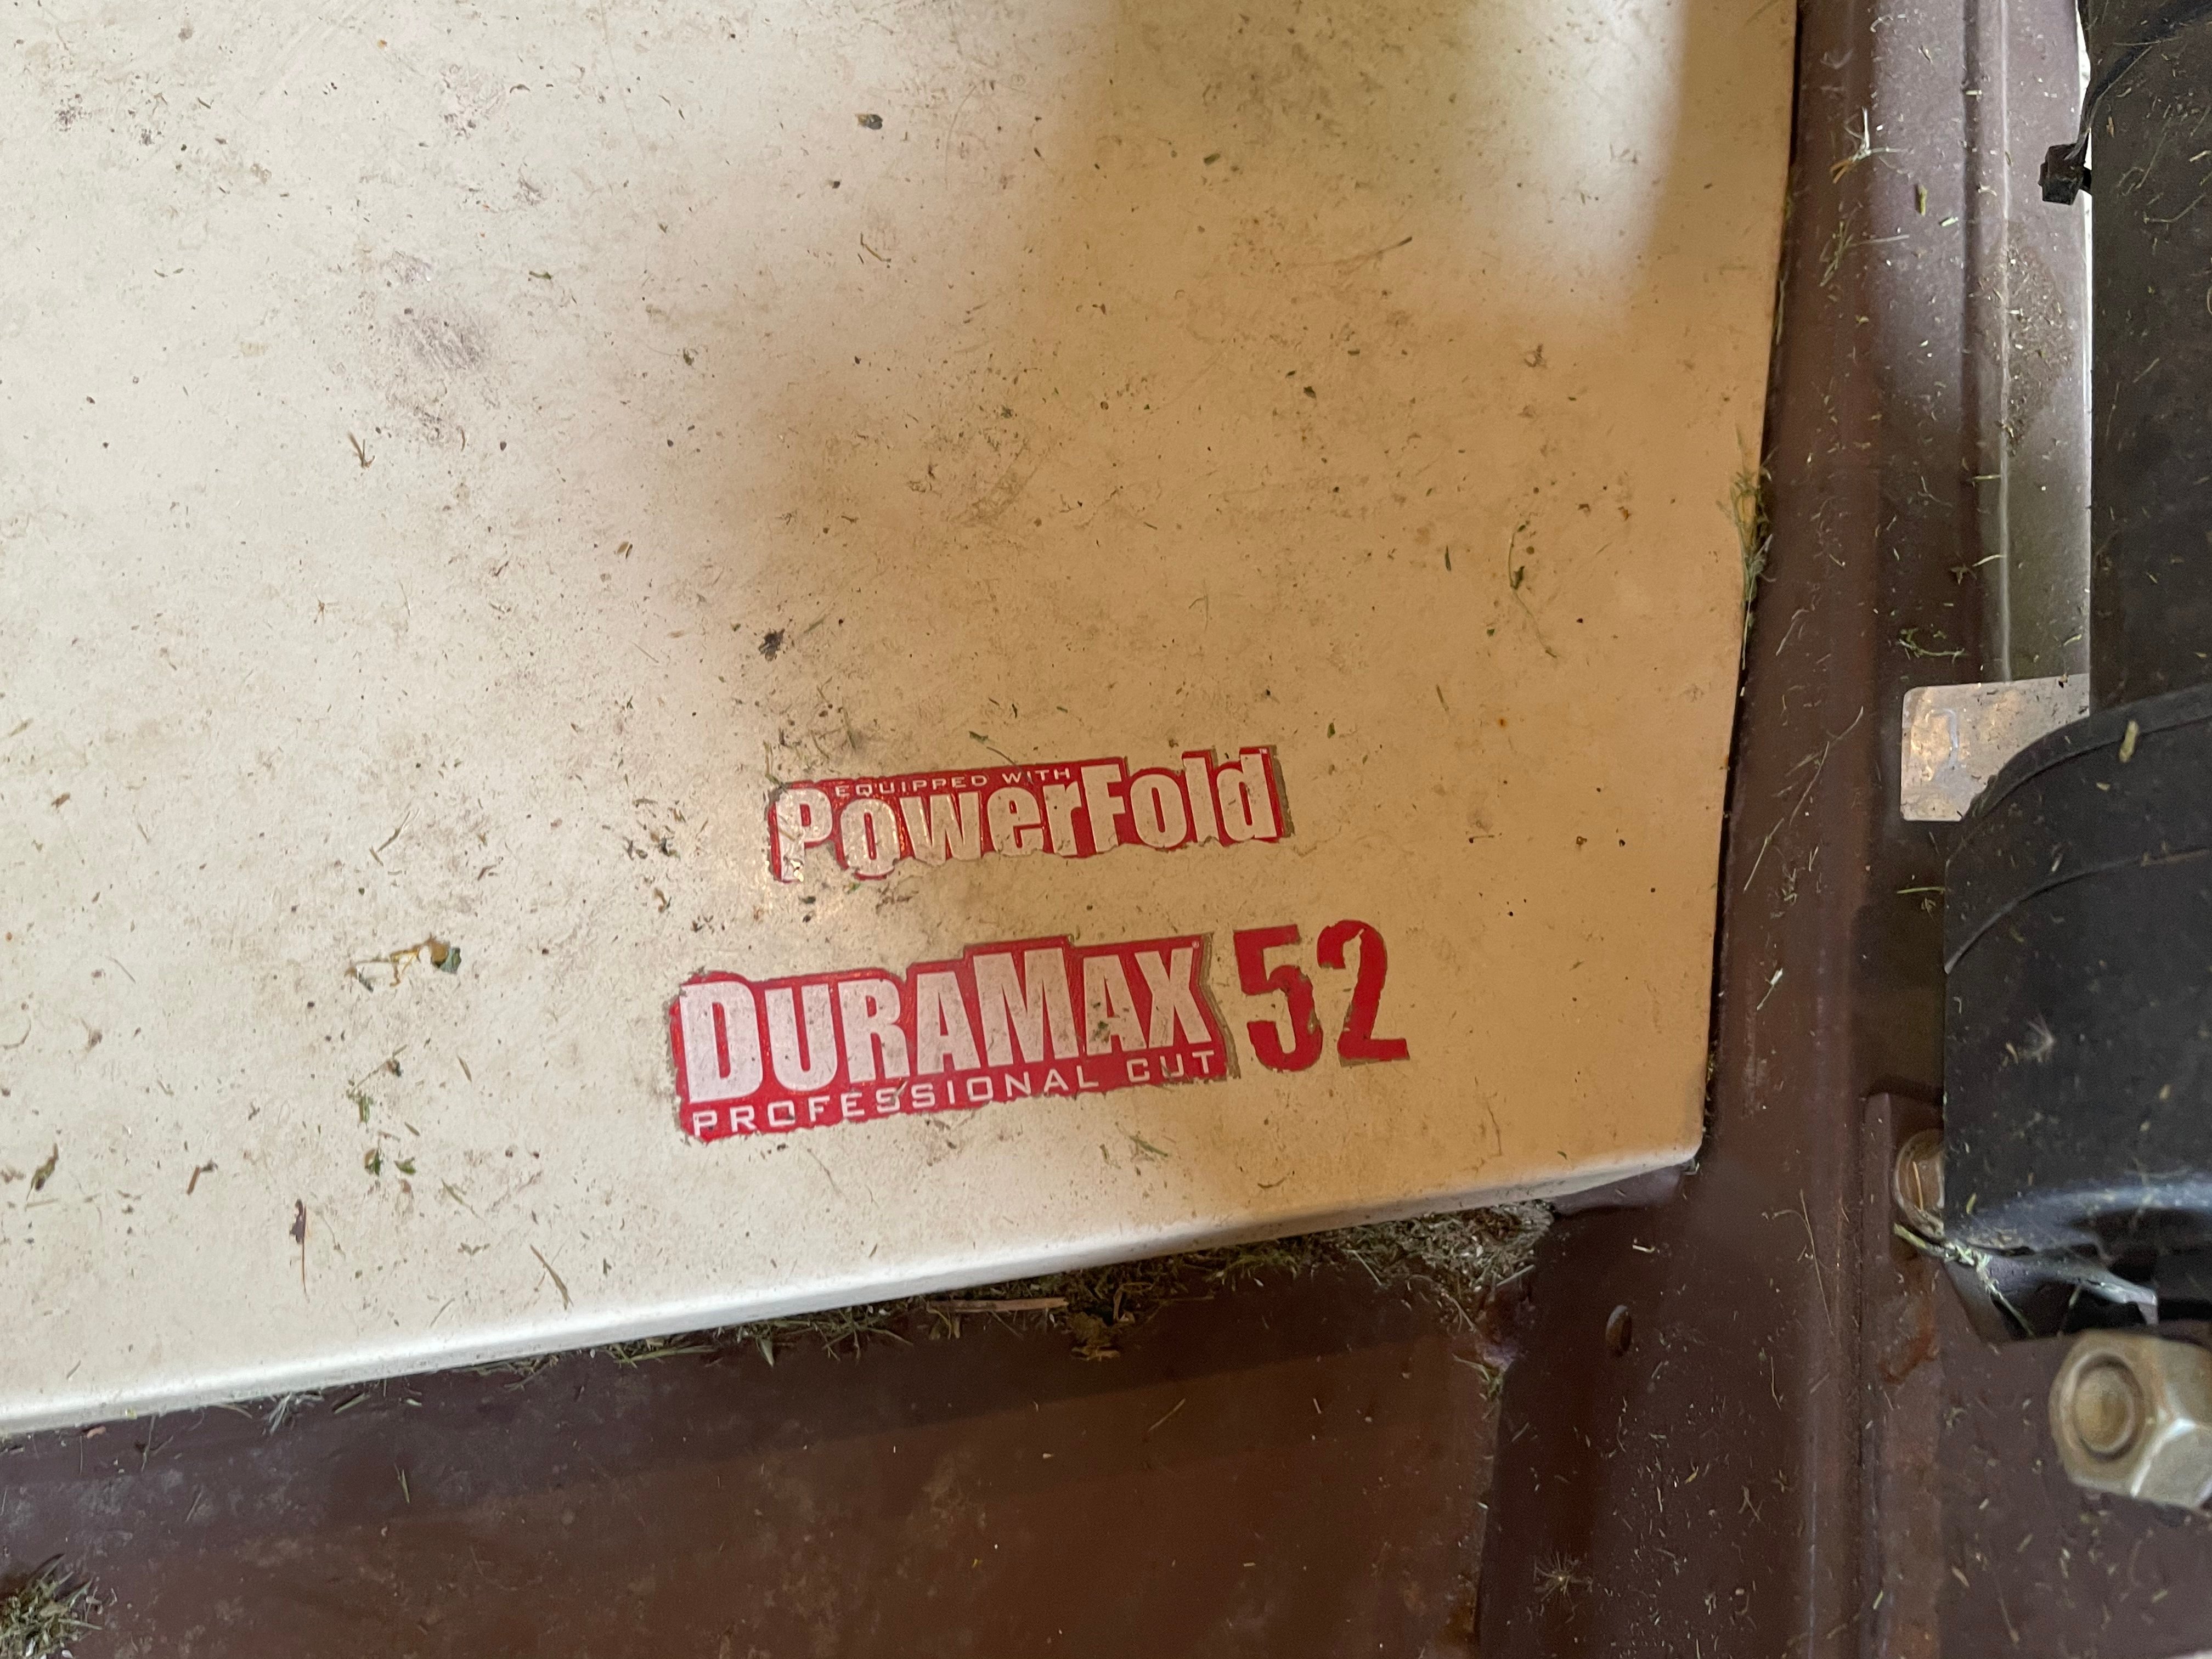 EQUIPPED WITH
PowerFold
DURAMAX® 52
PROFESSIONAL CUT